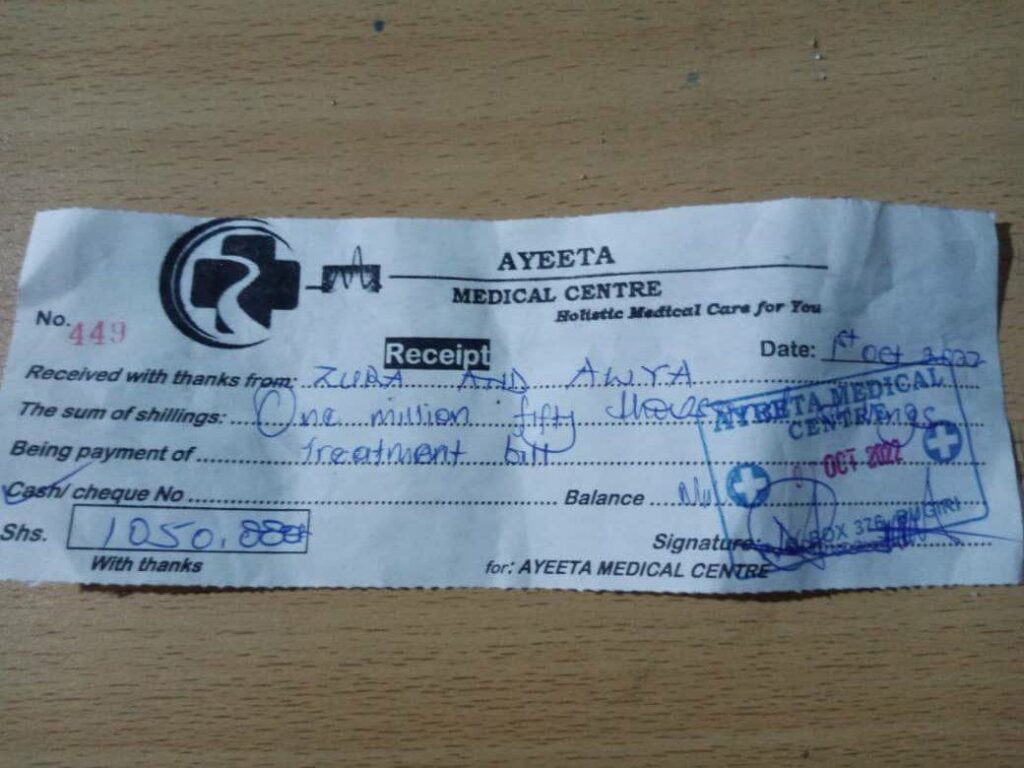 AYEETA
MEDICAL CENTRE
Holistic Medical Care for You
No. 449
Receipt
Date: 1st Oct 2022
Received with thanks from: ZUBA AND AWYA
The sum of shillings: One million fifty
Being payment of Treatment bill
Cash/ cheque No Balance Nil
Shs. 1050.000
Signature:
With thanks
for: AYEETA MEDICAL CENTRE
AYEETA MEDICAL
CENTRE
OCT 2022
BOX 376